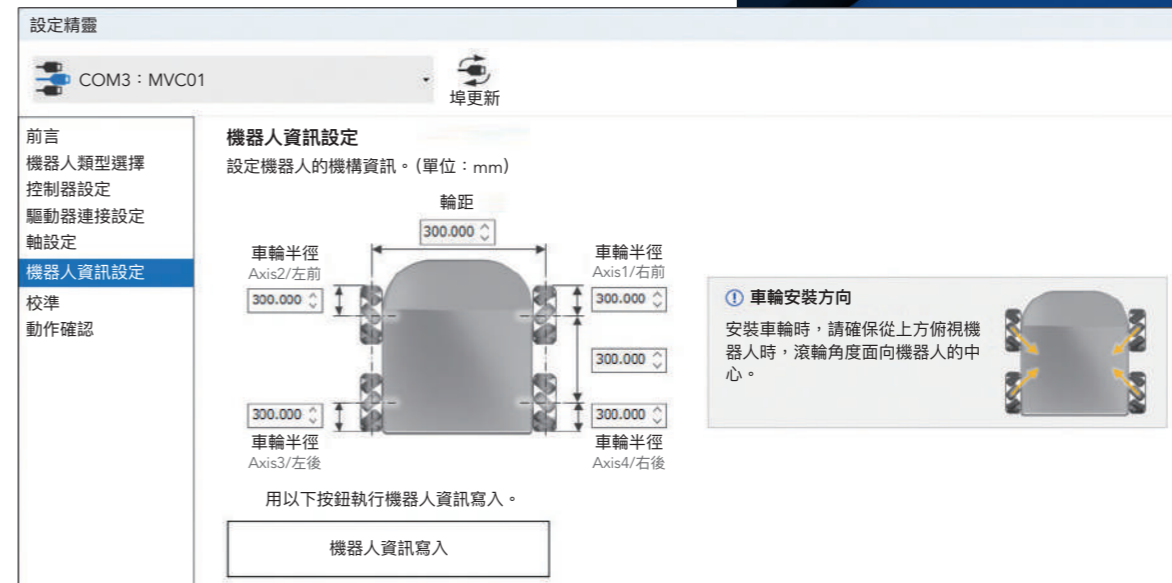 設定精靈
COM3：MVC01
埠更新
前言
機器人類型選擇
控制器設定
驅動器連接設定
軸設定
機器人資訊設定
校準
動作確認
機器人資訊設定
設定機器人的機構資訊。(單位：mm)
輪距
300.000
車輪半徑
Axis2/左前
300.000
車輪半徑
Axis1/右前
300.000
300.000
300.000
車輪半徑
Axis3/左後
300.000
車輪半徑
Axis4/右後
用以下按鈕執行機器人資訊寫入。
機器人資訊寫入
車輪安裝方向
安裝車輪時，請確保從上方俯視機
器人時，滾輪角度面向機器人的中
心。